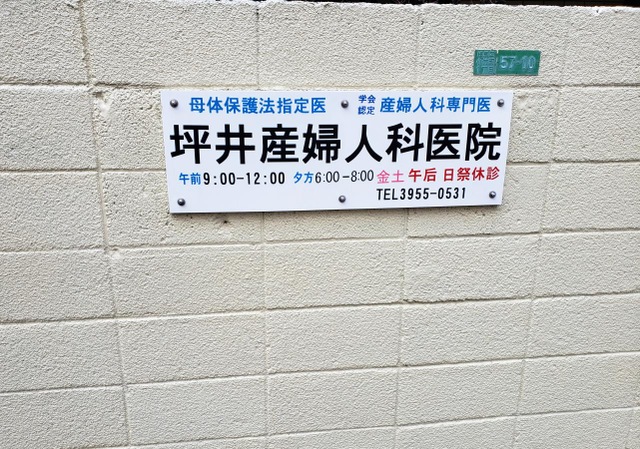 57-10
母体保護法指定医 学会認定 産婦人科専門医
坪井産婦人科医院
午前9:00-12:00 夕方6:00-8:00 金土午后 日祭休診
TEL3955-0531